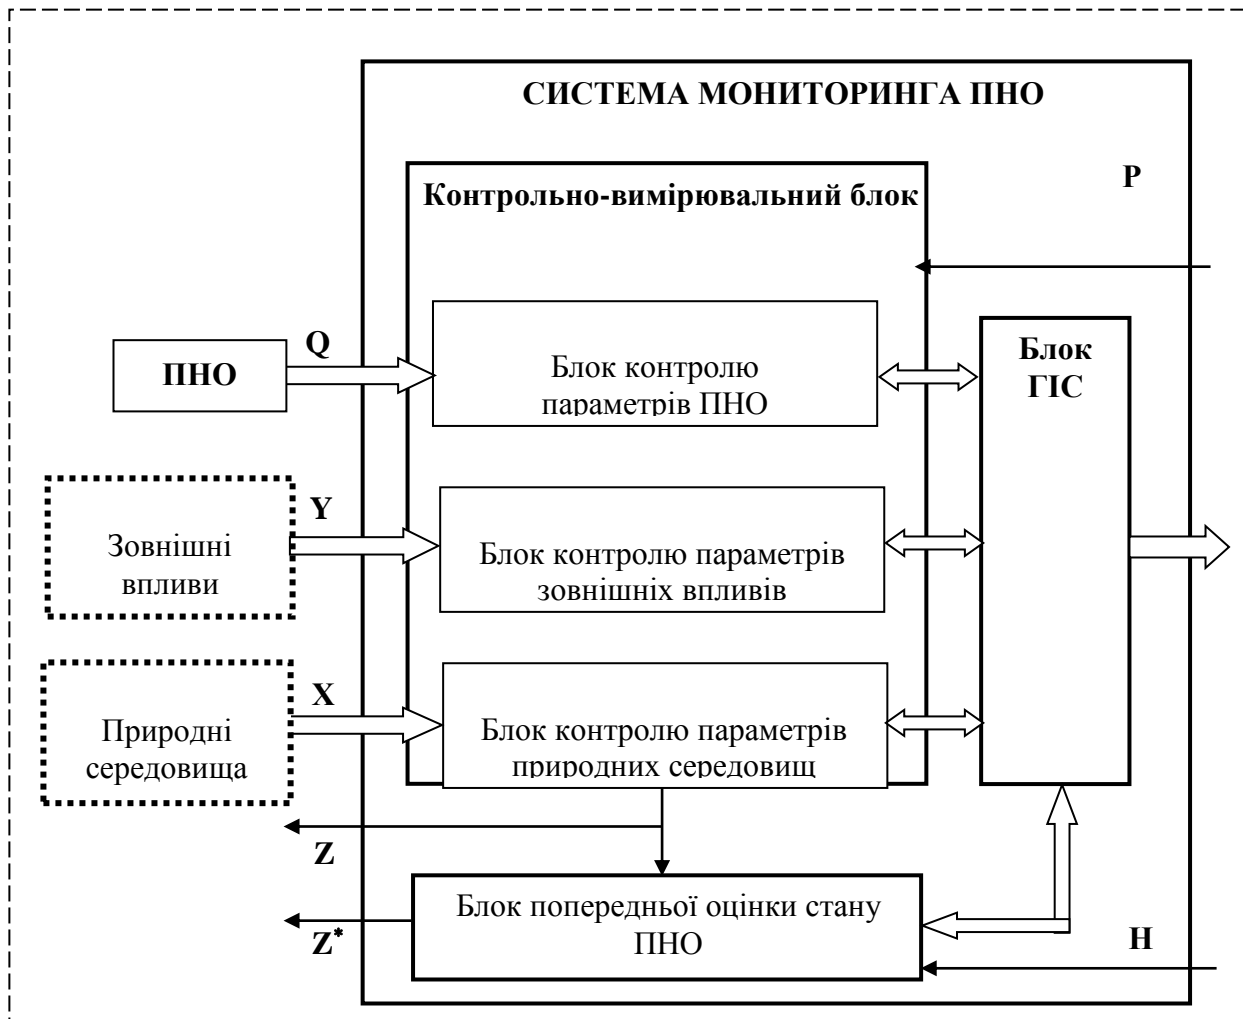 СИСТЕМА МОНИТОРИНГА ПНО
P
Контрольно-вимірювальний блок
Q
ПНО
Блок контролю
параметрів ПНО
Блок
ГІС
Y
Зовнішні
впливи
Блок контролю параметрів
зовнішніх впливів
X
Природні
середовища
Блок контролю параметрів
природних середовищ
Z
Блок попередньої оцінки стану
ПНО
Z*
H